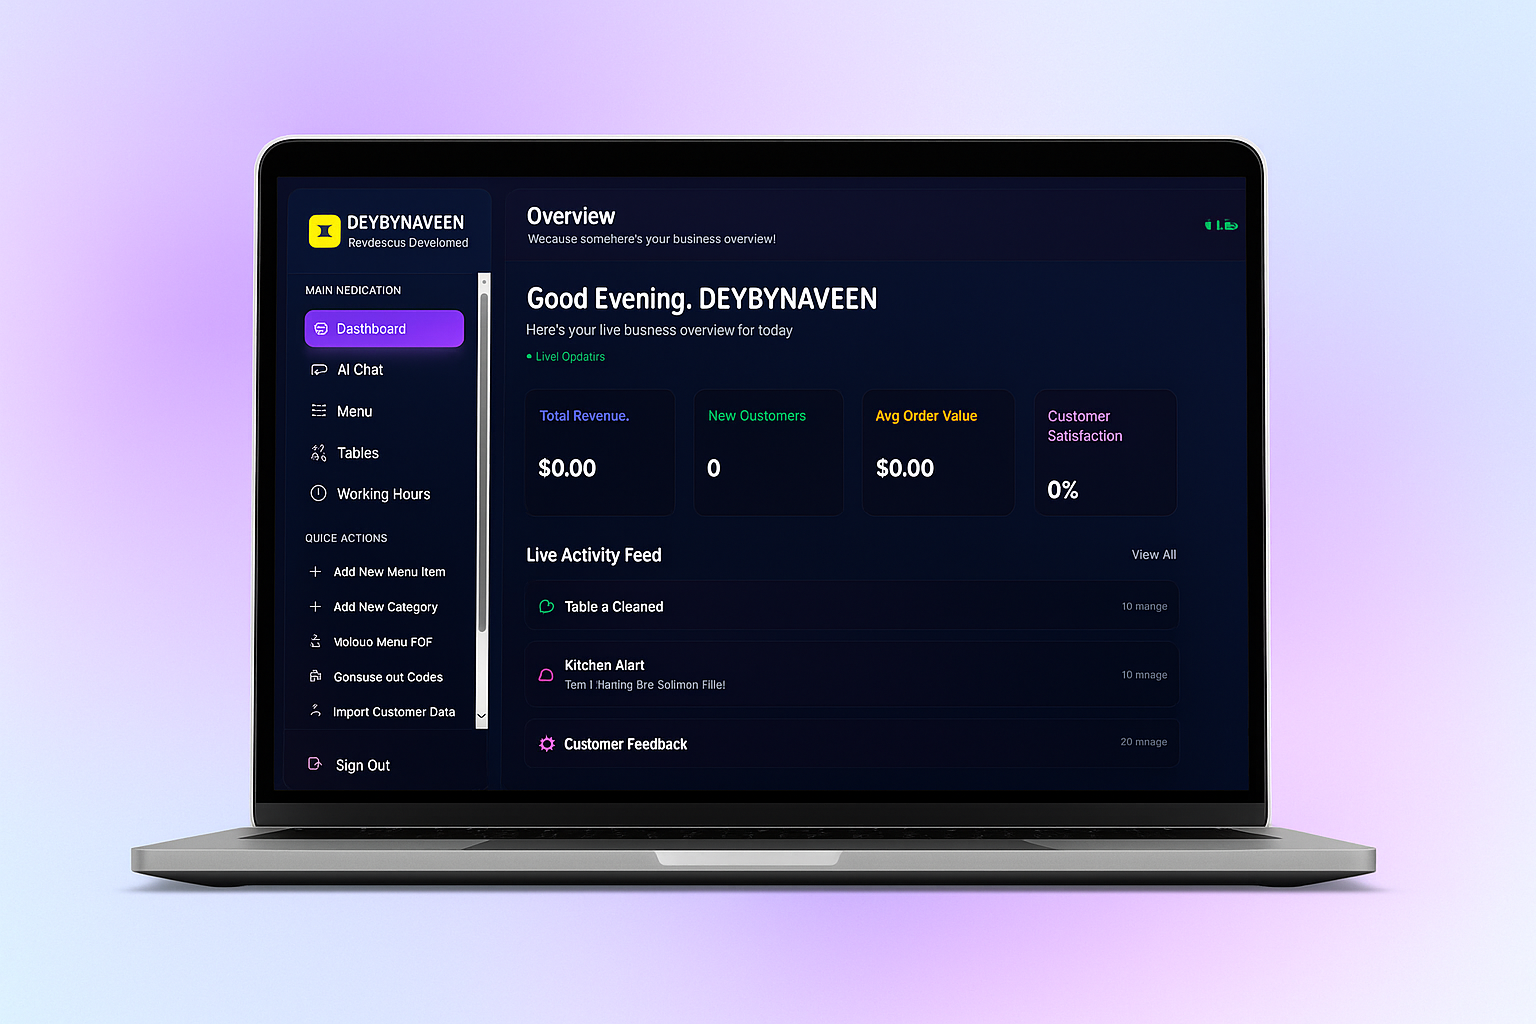 DEYBYNAVEEN
Revdescus Develomed
MAIN NEDICATION
Dasthboard
AI Chat
Menu
Tables
Working Hours
QUICE ACTIONS
Add New Menu Item
Add New Category
Molouo Menu FOF
Gonsuse out Codes
Import Customer Data
Sign Out
Overview
Wecause somehere's your business overview!
Good Evening. DEYBYNAVEEN
Here's your live busness overview for today
• Livel Opdatirs
Total Revenue.
$0.00
New Oustomers
0
Avg Order Value
$0.00
Customer
Satisfaction
0%
Live Activity Feed
View All
Table a Cleaned
10 mange
Kitchen Alart
Tem I Harting Bre Solimon Fille!
10 mnage
Customer Feedback
20 mnage